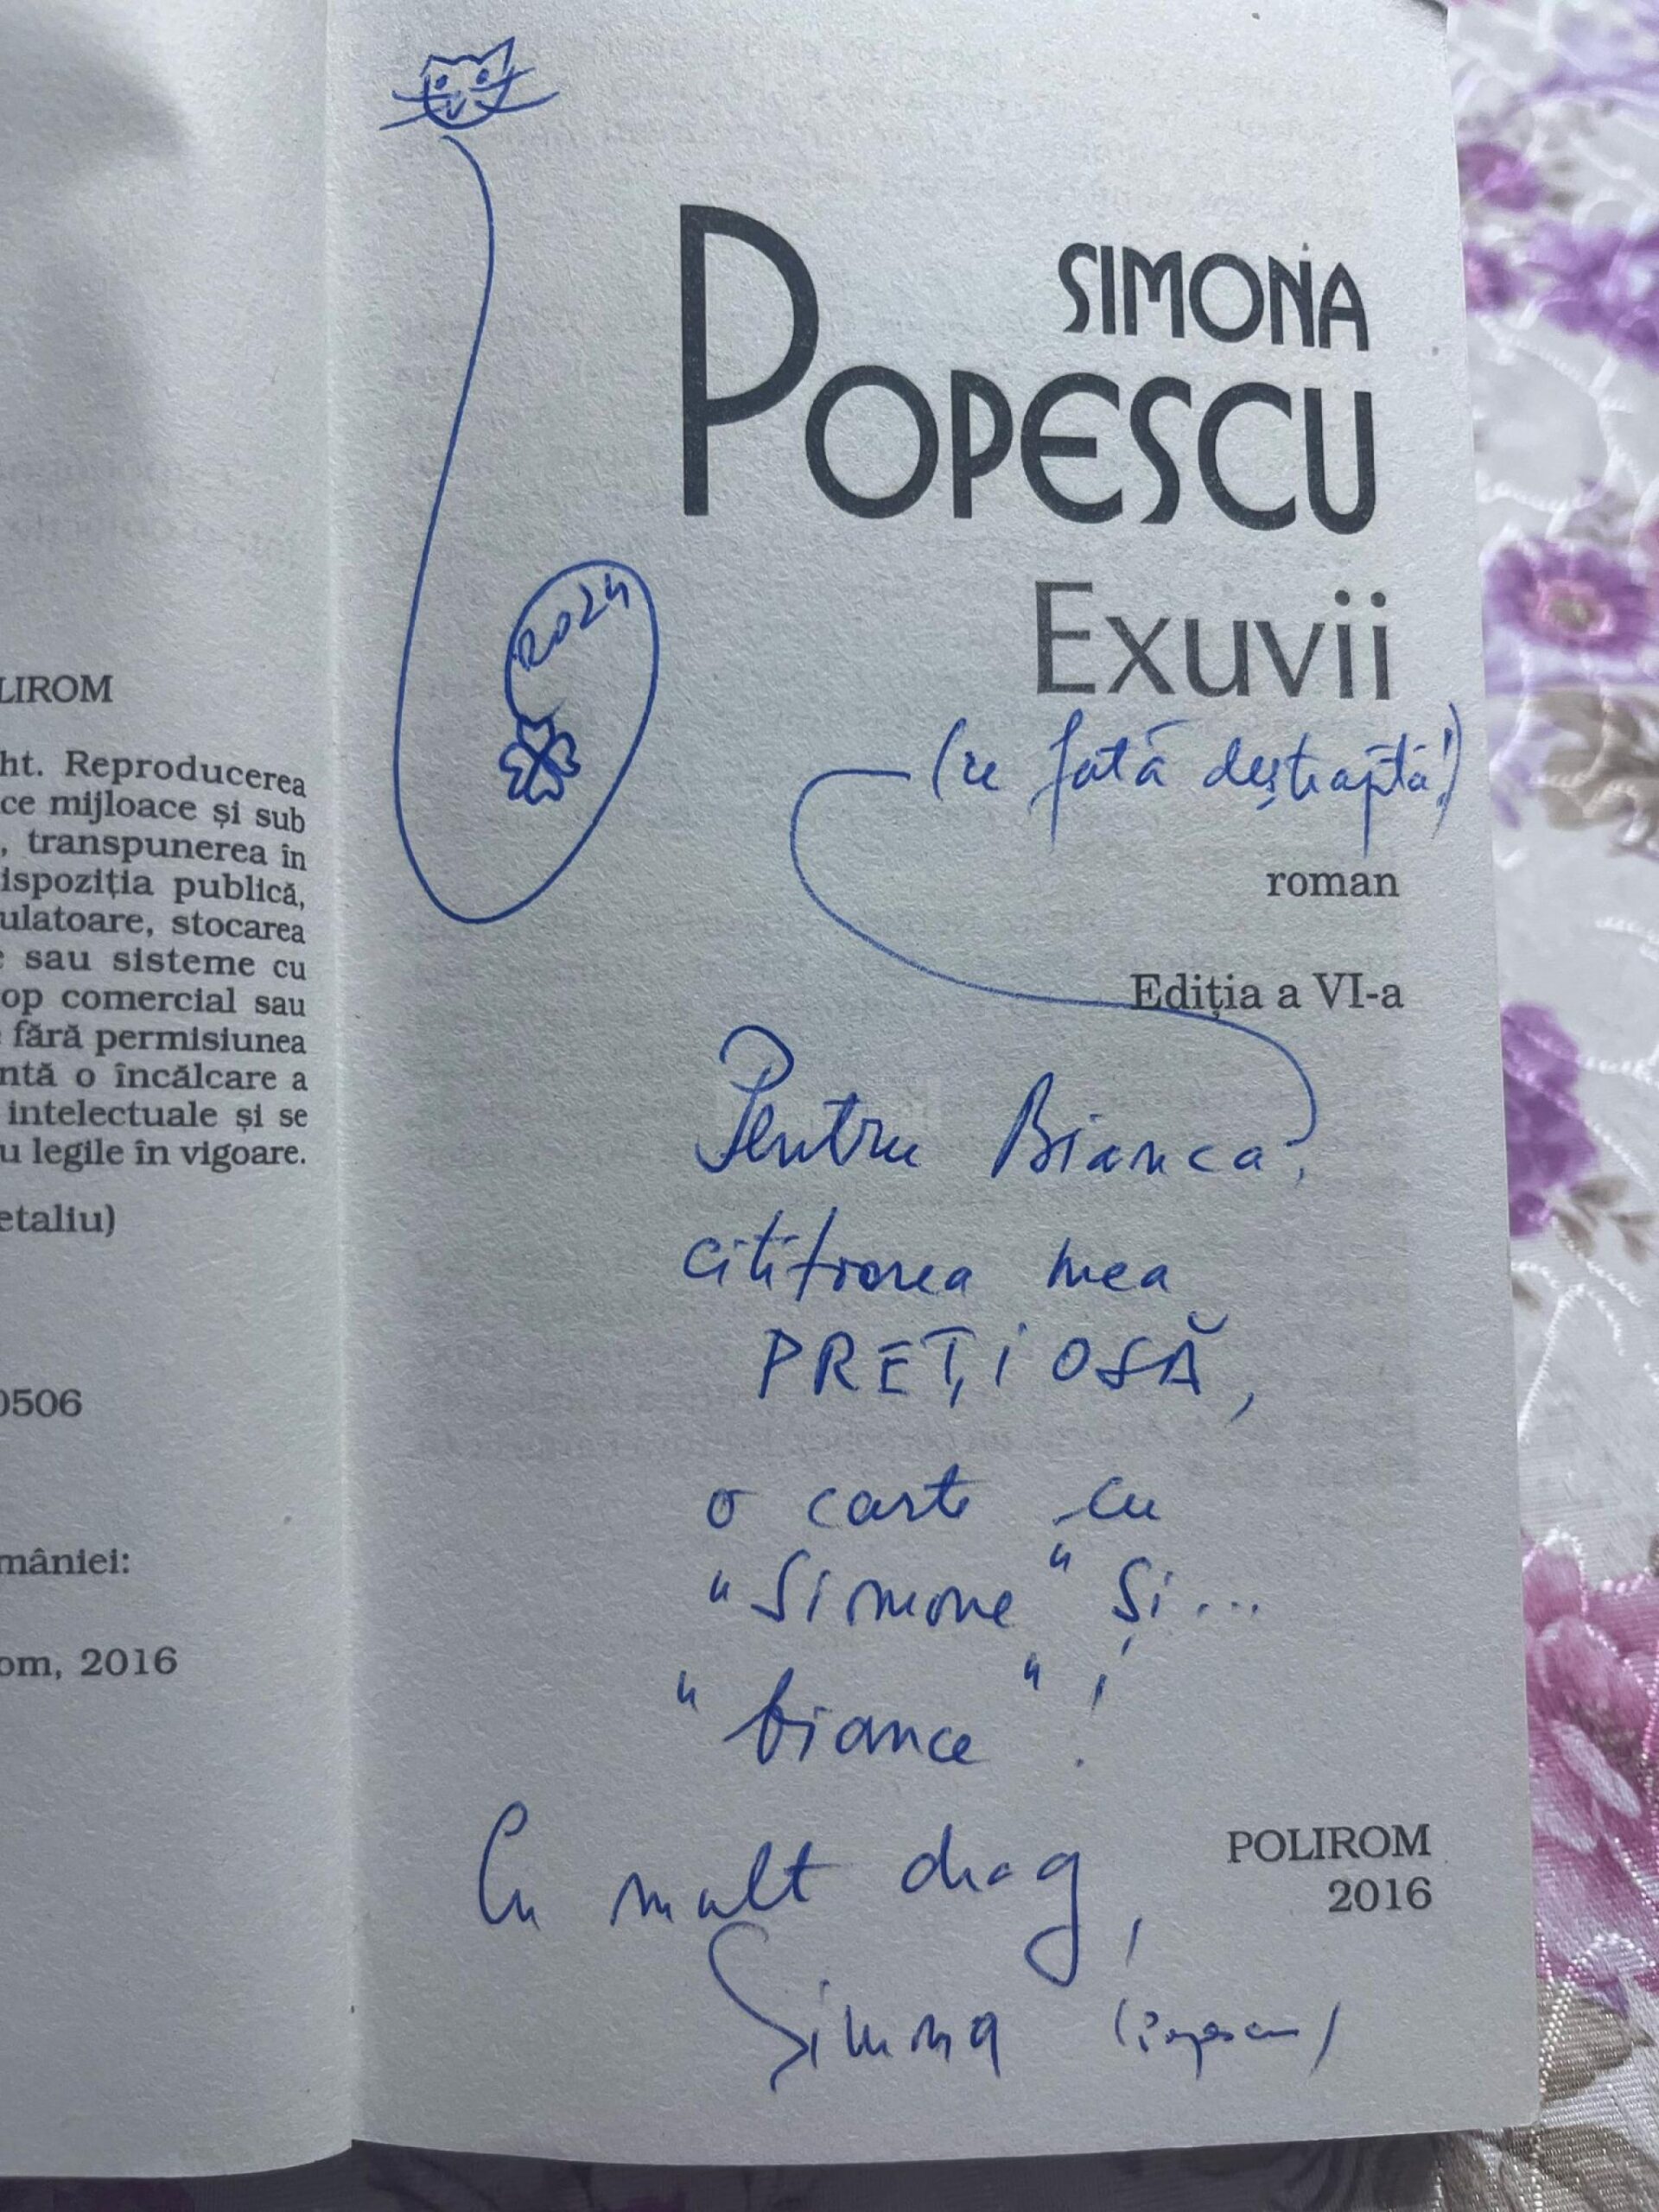 LIROM
ht. Reproducerea
ce mijloace și sub
, transpunerea în
ispoziția publică,
ulatoare, stocarea
e sau sisteme cu
op comercial sau
e fără permisiunea
ntă o încălcare a
intelectuale și se
u legile în vigoare.
etaliu)
0506
mâniei:
om, 2016
SIMONA
POPESCU
Exuvii
2024
(ce fată deșteaptă!)
roman
Ediția a VI-a
Pentru Bianca,
cititoarea mea
PREȚIOSĂ,
o carte cu
"Simone" și...
"biance"!
Cu mult drag,
Simona (Popescu)
POLIROM
2016